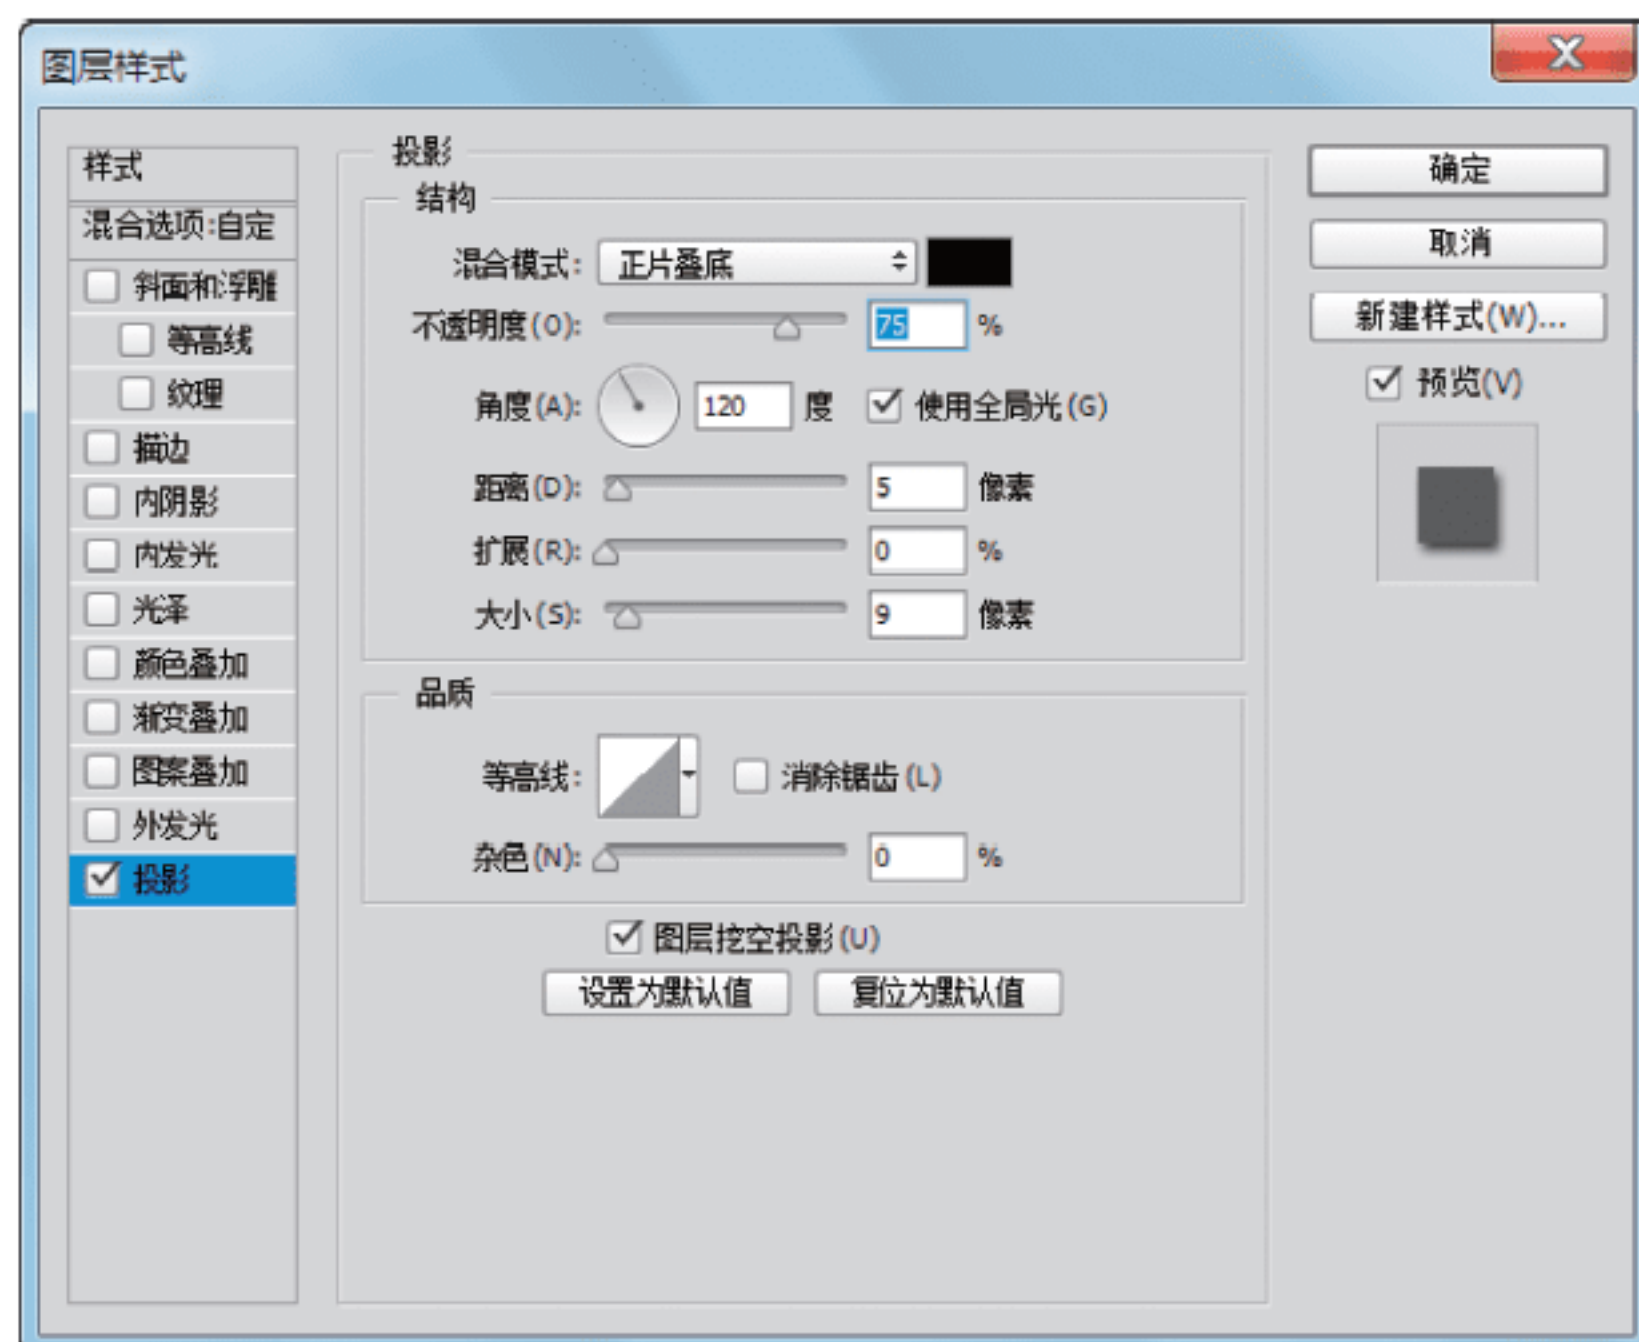 图层样式
样式
混合选项:自定
斜面和浮雕
等高线
纹理
描边
内阴影
内发光
光泽
颜色叠加
渐变叠加
图案叠加
外发光
投影
投影
结构
混合模式: 正片叠底
不透明度(O): 75 %
角度(A): 120 度 使用全局光(G)
距离(D): 5 像素
扩展(R): 0 %
大小(S): 9 像素
品质
等高线: 消除锯齿(L)
杂色(N): 0 %
图层挖空投影(U)
设置为默认值 复位为默认值
确定
取消
新建样式(W)...
预览(V)